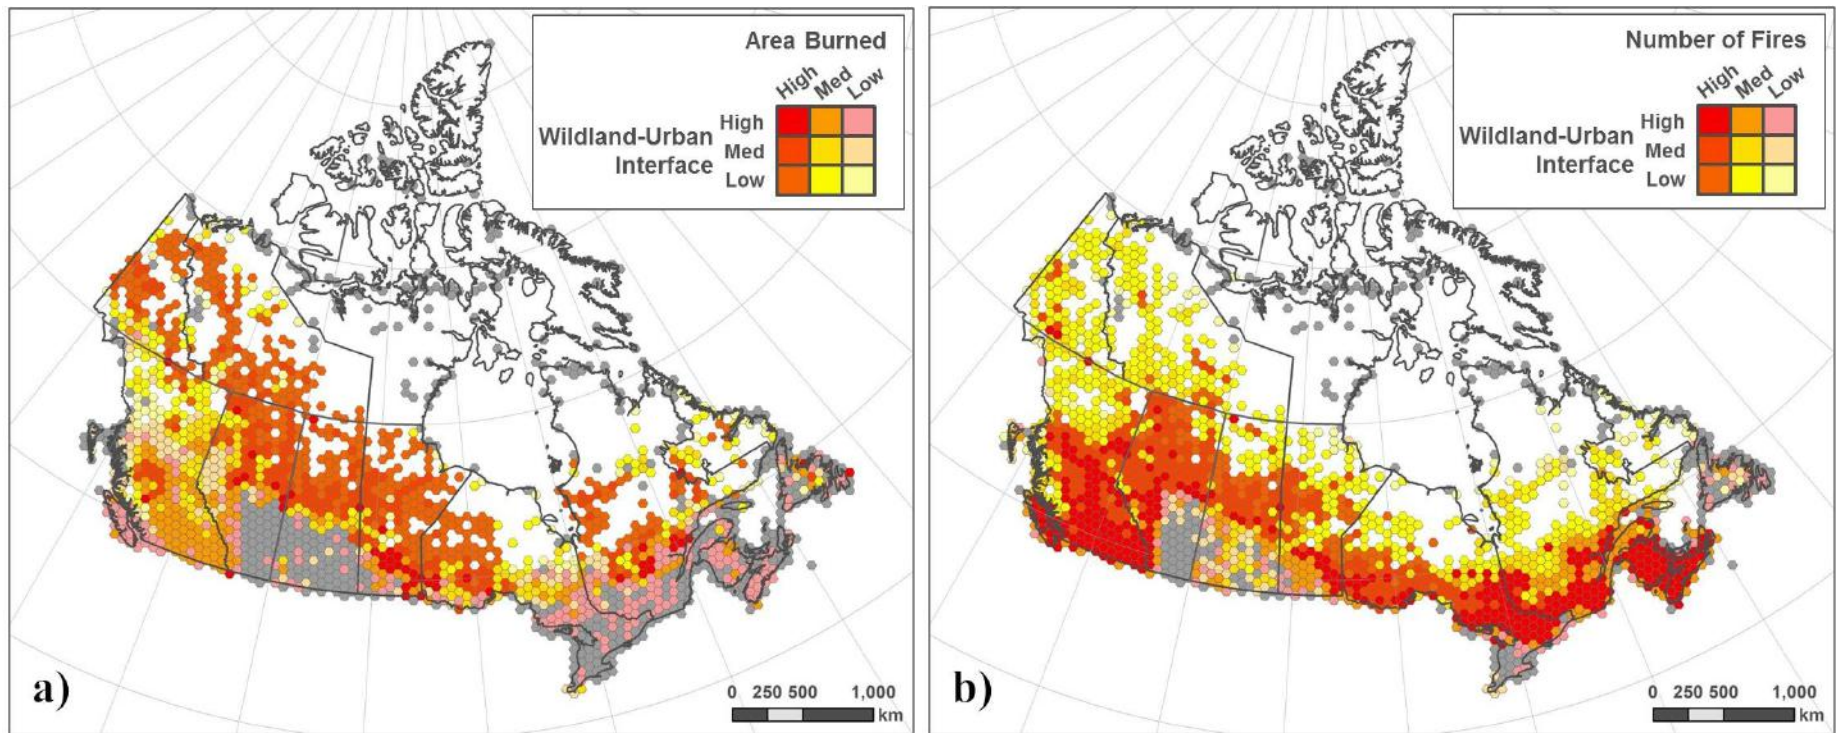 Area Burned
High Med Low
Wildland-Urban Interface
High
Med
Low
a)
0 250 500 1,000
km
Number of Fires
High Med Low
Wildland-Urban Interface
High
Med
Low
b)
0 250 500 1,000
km